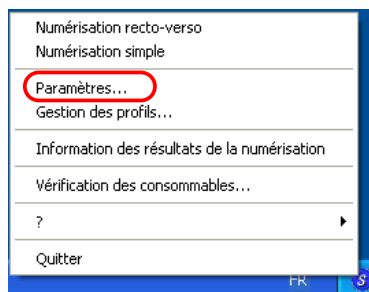 Numérisation recto-verso
Numérisation simple
Paramètres...
Gestion des profils...
Information des résultats de la numérisation
Vérification des consommables...
?
Quitter
FR
S